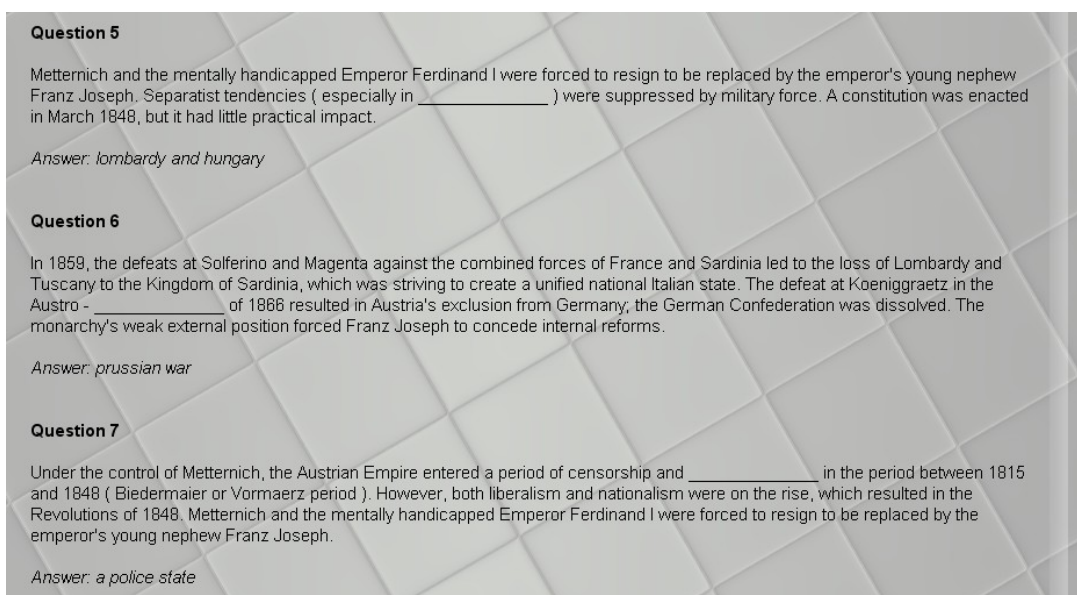 Question 5
Metternich and the mentally handicapped Emperor Ferdinand I were forced to resign to be replaced by the emperor's young nephew
Franz Joseph. Separatist tendencies ( especially in _______________ ) were suppressed by military force. A constitution was enacted
in March 1848, but it had little practical impact.
Answer: lombardy and hungary
Question 6
In 1859, the defeats at Solferino and Magenta against the combined forces of France and Sardinia led to the loss of Lombardy and
Tuscany to the Kingdom of Sardinia, which was striving to create a unified national Italian state. The defeat at Koeniggraetz in the
Austro - _______________ of 1866 resulted in Austria's exclusion from Germany; the German Confederation was dissolved. The
monarchy's weak external position forced Franz Joseph to concede internal reforms.
Answer: prussian war
Question 7
Under the control of Metternich, the Austrian Empire entered a period of censorship and _______________ in the period between 1815
and 1848 ( Biedermaier or Vormaerz period ). However, both liberalism and nationalism were on the rise, which resulted in the
Revolutions of 1848. Metternich and the mentally handicapped Emperor Ferdinand I were forced to resign to be replaced by the
emperor's young nephew Franz Joseph.
Answer: a police state